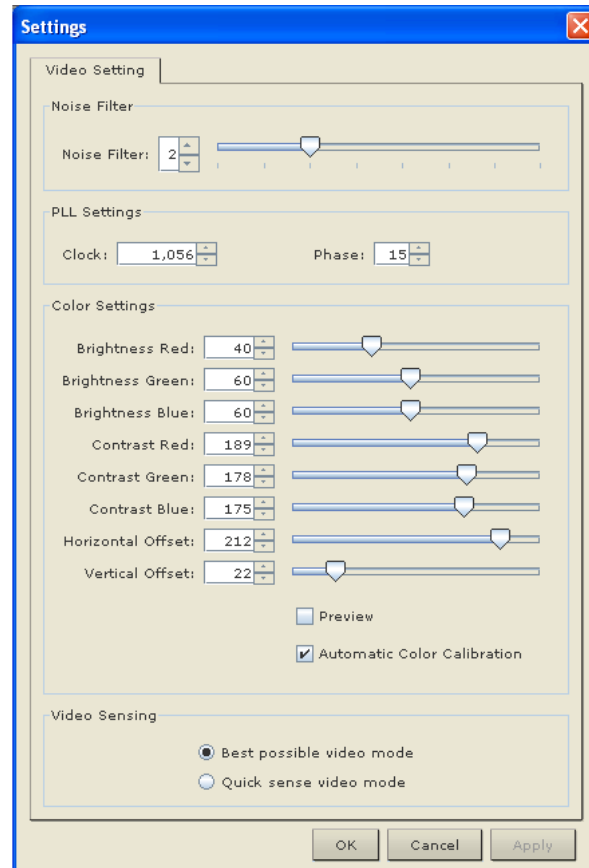 Settings
Video Setting
Noise Filter
Noise Filter: 2
PLL Settings
Clock: 1,056 Phase: 15
Color Settings
Brightness Red: 40
Brightness Green: 60
Brightness Blue: 60
Contrast Red: 189
Contrast Green: 178
Contrast Blue: 175
Horizontal Offset: 212
Vertical Offset: 22
Preview
Automatic Color Calibration
Video Sensing
Best possible video mode
Quick sense video mode
OK Cancel Apply